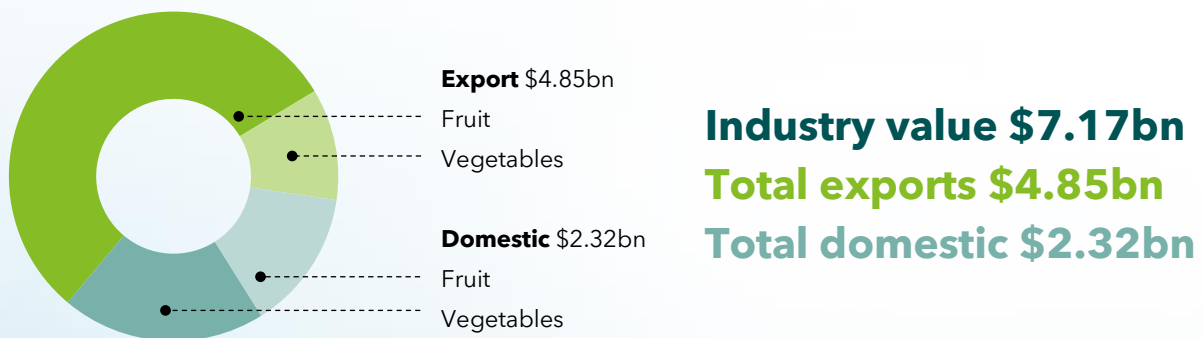 Export $4.85bn
Fruit
Vegetables
Domestic $2.32bn
Fruit
Vegetables
Industry value $7.17bn
Total exports $4.85bn
Total domestic $2.32bn